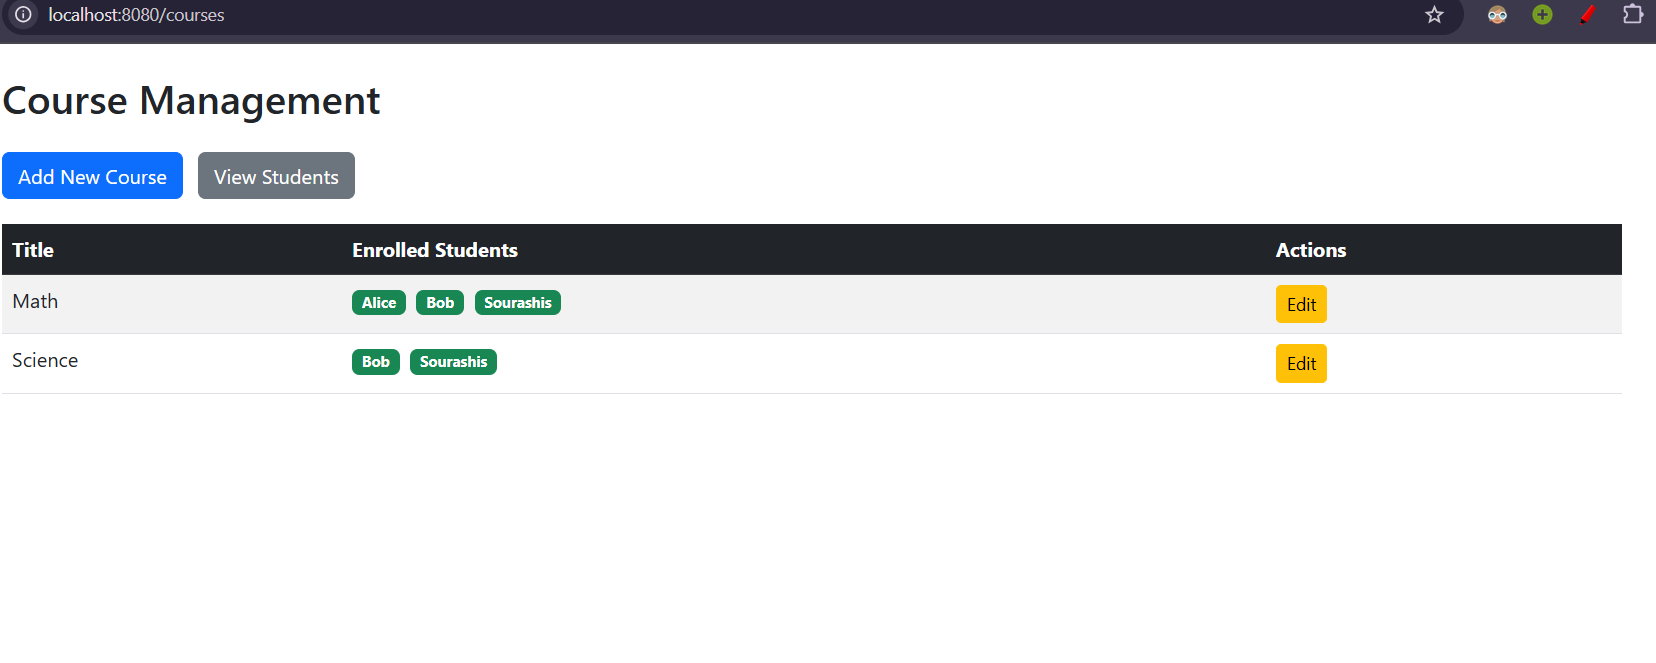 localhost:8080/courses
Course Management
Add New Course View Students
Title Enrolled Students Actions
Math Alice Bob Sourashis Edit
Science Bob Sourashis Edit